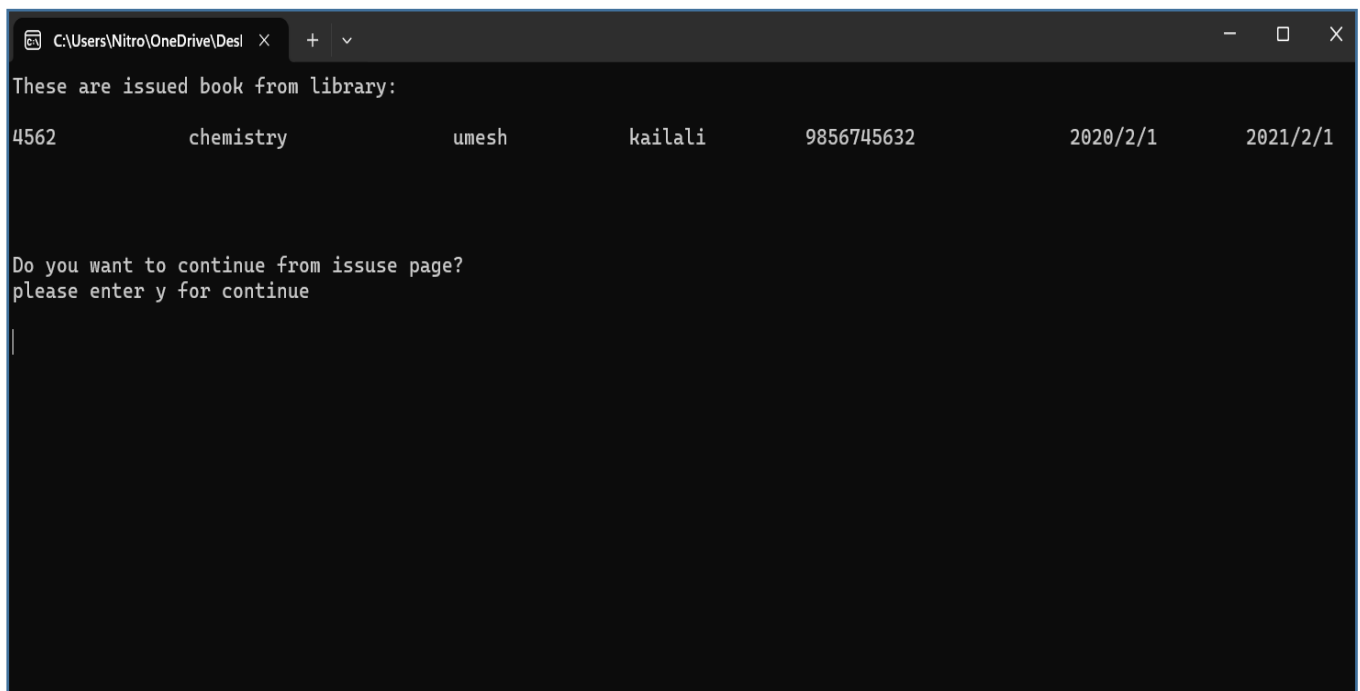 C:\Users\Nitro\OneDrive\Desl
These are issued book from library:
4562 chemistry umesh kailali 9856745632 2020/2/1 2021/2/1
Do you want to continue from issuse page?
please enter y for continue